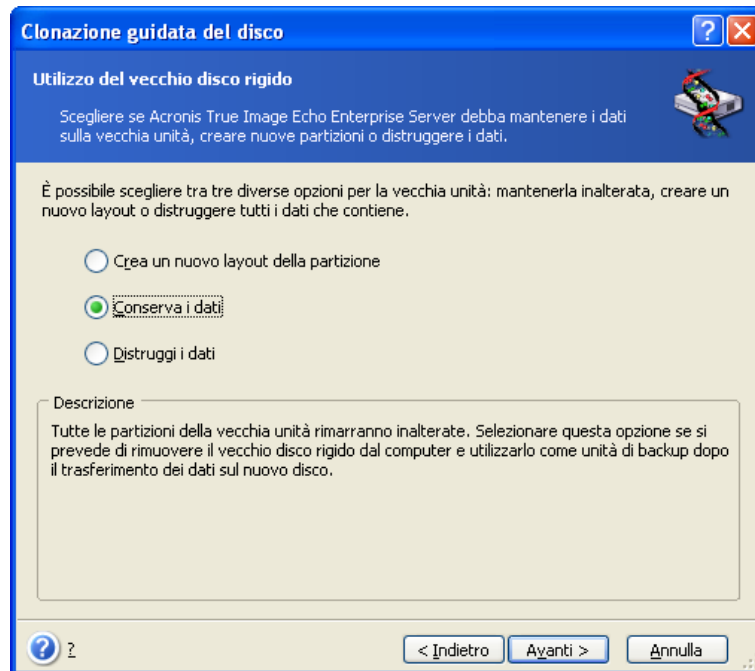 Clonazione guidata del disco
Utilizzo del vecchio disco rigido
Scegliere se Acronis True Image Echo Enterprise Server debba mantenere i dati
sulla vecchia unità, creare nuove partizioni o distruggere i dati.
È possibile scegliere tra tre diverse opzioni per la vecchia unità: mantenerla inalterata, creare un
nuovo layout o distruggere tutti i dati che contiene.
Crea un nuovo layout della partizione
Conserva i dati
Distruggi i dati
Descrizione
Tutte le partizioni della vecchia unità rimarranno inalterate. Selezionare questa opzione se si
prevede di rimuovere il vecchio disco rigido dal computer e utilizzarlo come unità di backup dopo
il trasferimento dei dati sul nuovo disco.
? < Indietro Avanti > Annulla